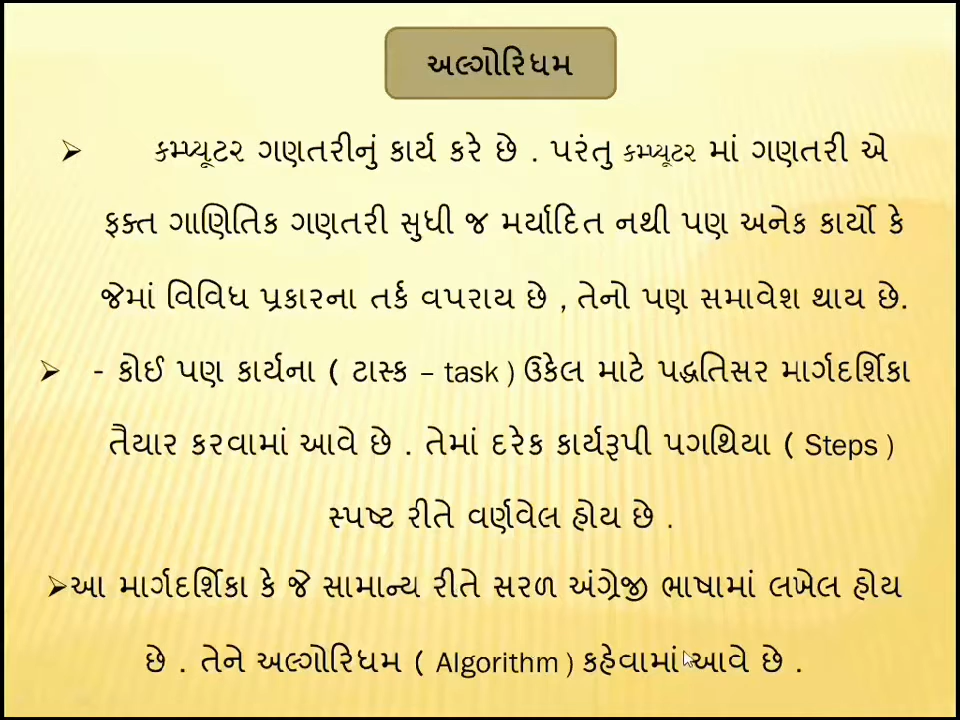 અલ્ગોરિધમ
➢ કમ્પ્યૂટર ગણતરીનું કાર્ય કરે છે . પરંતુ કમ્પ્યૂટર માં ગણતરી એ
ફક્ત ગાણિતિક ગણતરી સુધી જ મર્યાદિત નથી પણ અનેક કાર્યો કે
જેમાં વિવિધ પ્રકારના તર્ક વપરાય છે , તેનો પણ સમાવેશ થાય છે.
➢ - કોઈ પણ કાર્યના ( ટાસ્ક – task ) ઉકેલ માટે પદ્ધતિસર માર્ગદર્શિકા
તૈયાર કરવામાં આવે છે . તેમાં દરેક કાર્યરૂપી પગથિયા ( Steps )
સ્પષ્ટ રીતે વર્ણવેલ હોય છે .
➢આ માર્ગદર્શિકા કે જે સામાન્ય રીતે સરળ અંગ્રેજી ભાષામાં લખેલ હોય
છે . તેને અલ્ગોરિધમ ( Algorithm ) કહેવામાં આવે છે .